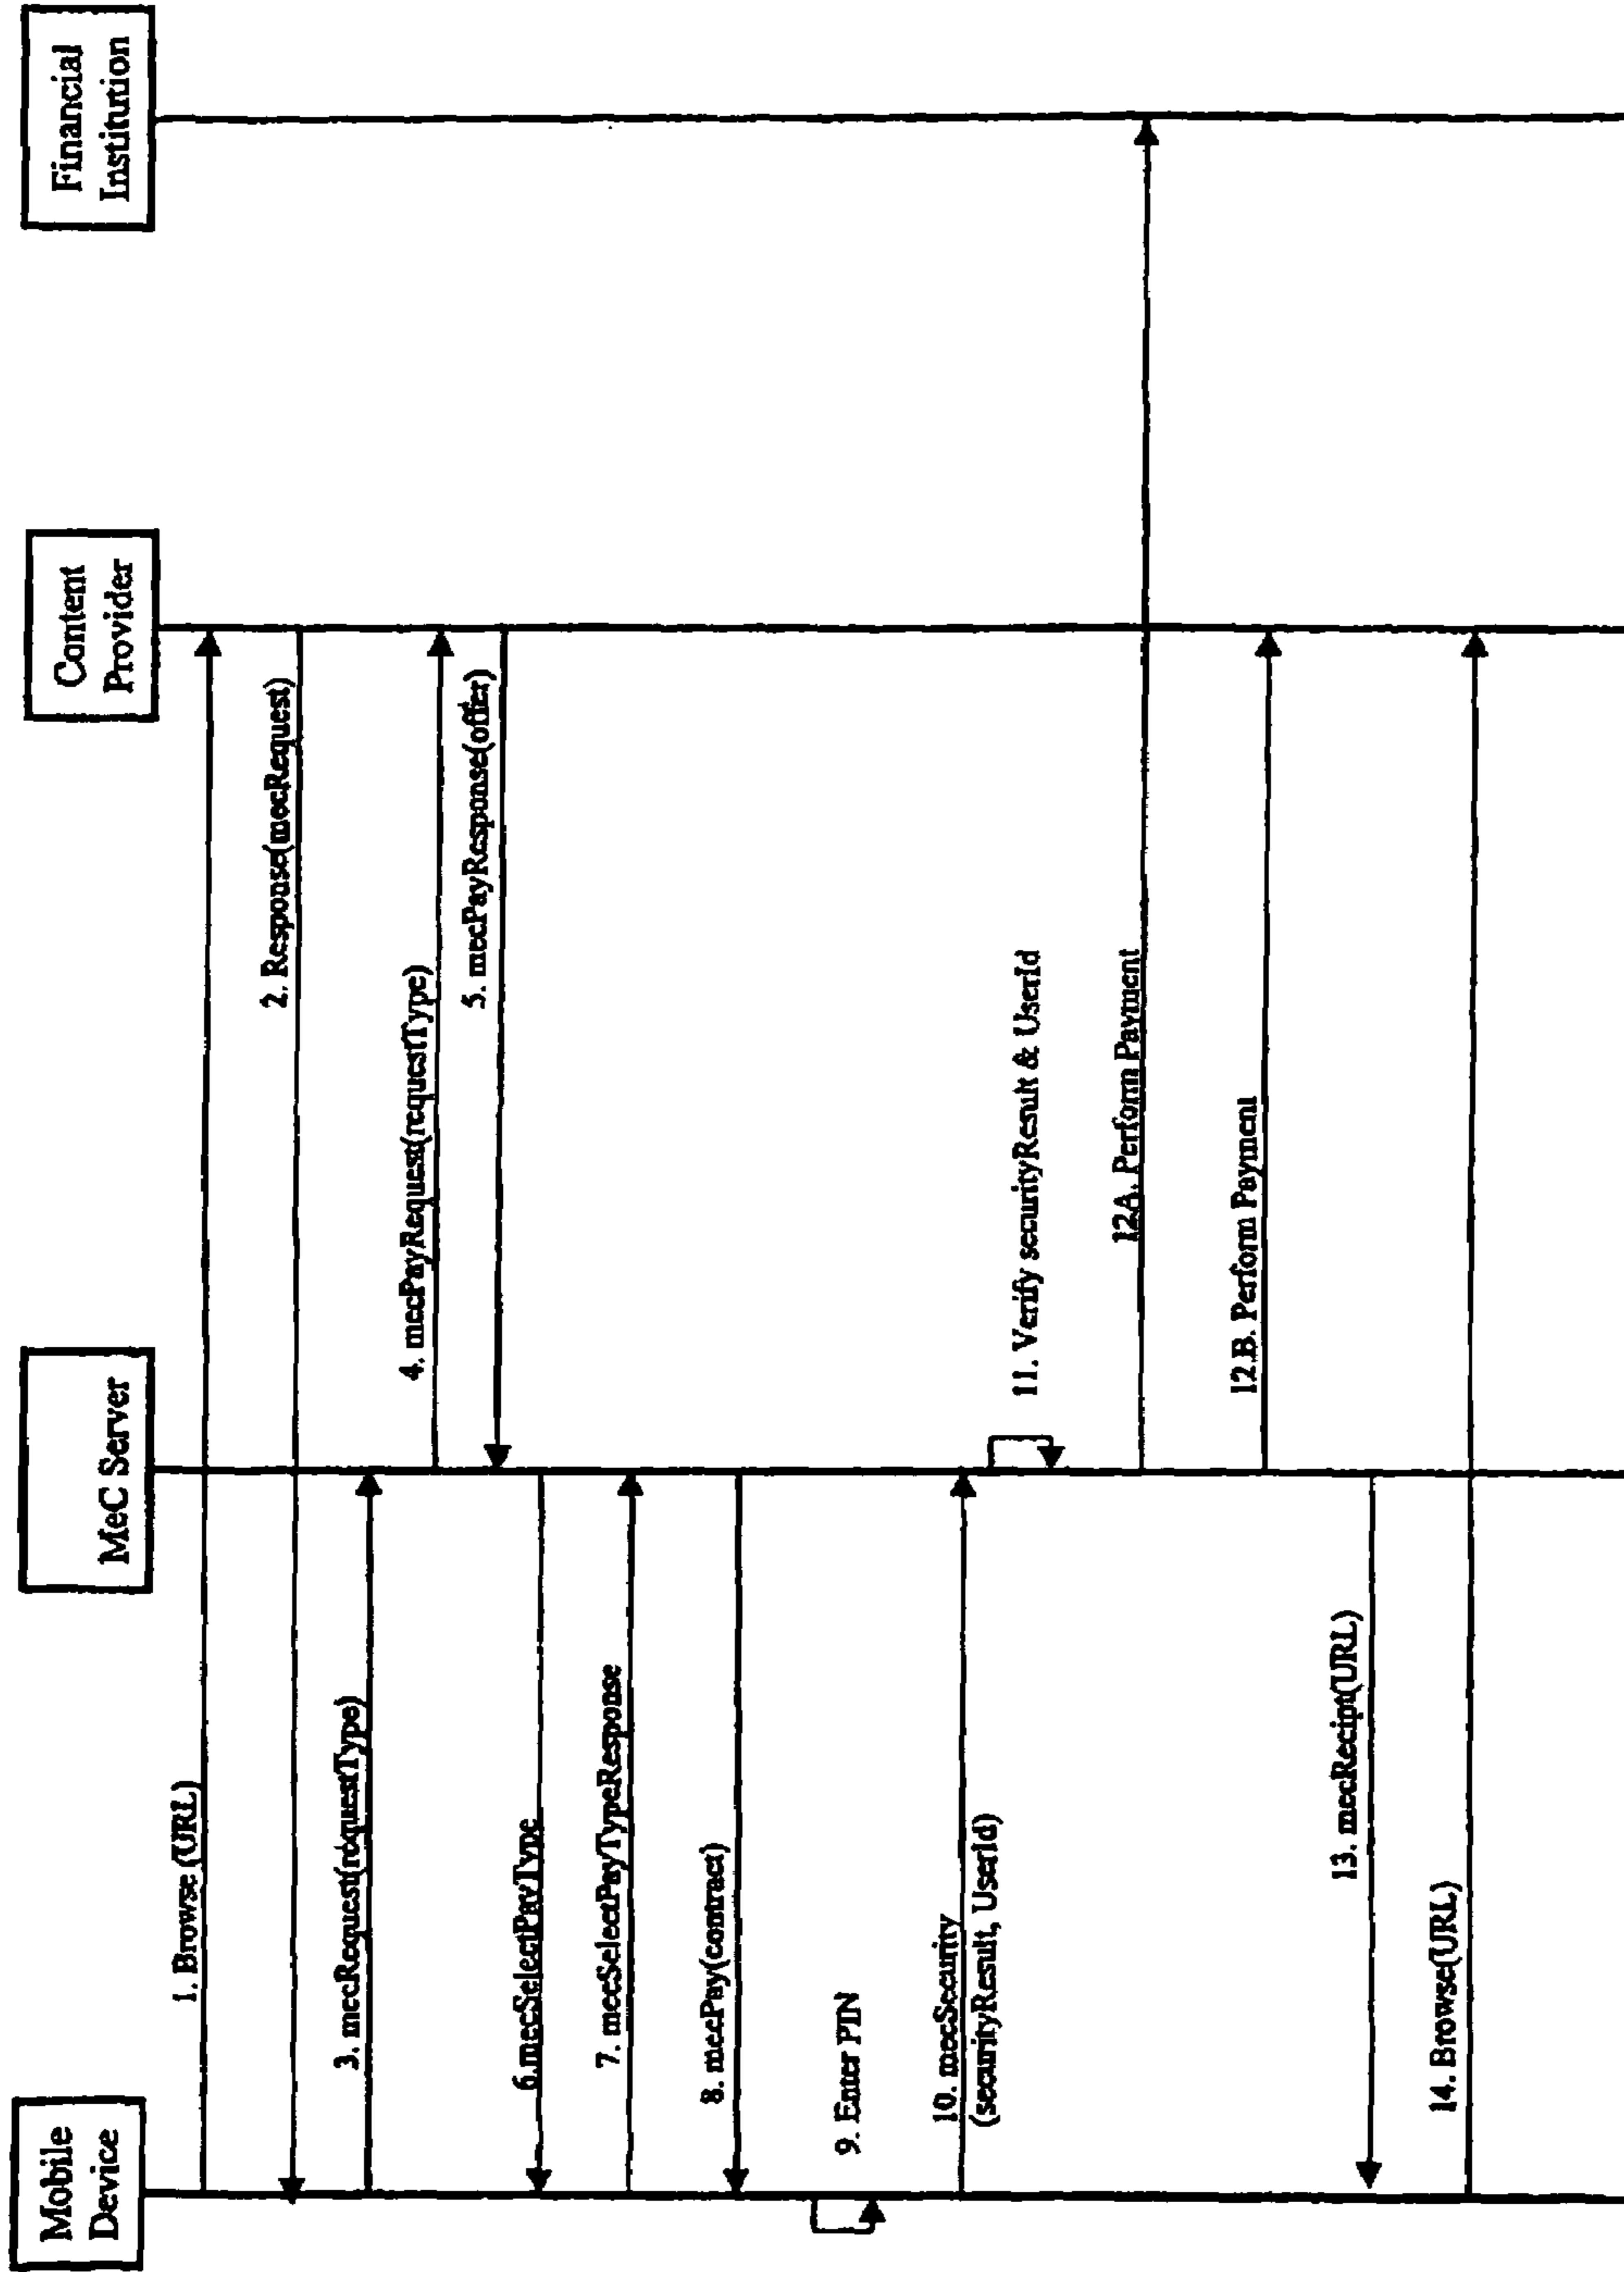 Mobile
Device
MeC Server
Content
Provider
Financial
Institution
1. Browse (URL)
2. Response(mecRequest)
3. mecRequest(requestType)
4. mecPayRequest(requestType)
5. mecPayResponse(offer)
6.mecSelectPayType
7. mecSelectPayTypeResponse
8. mecPay(contract)
9. Enter PIN
10. mecSecurity
(securityResult, UserId)
11. Verify securityResult & UserId
12A. Perform Payment
12.B. Perform Payment
13. mecRecipt(URL)
14. Browse(URL)